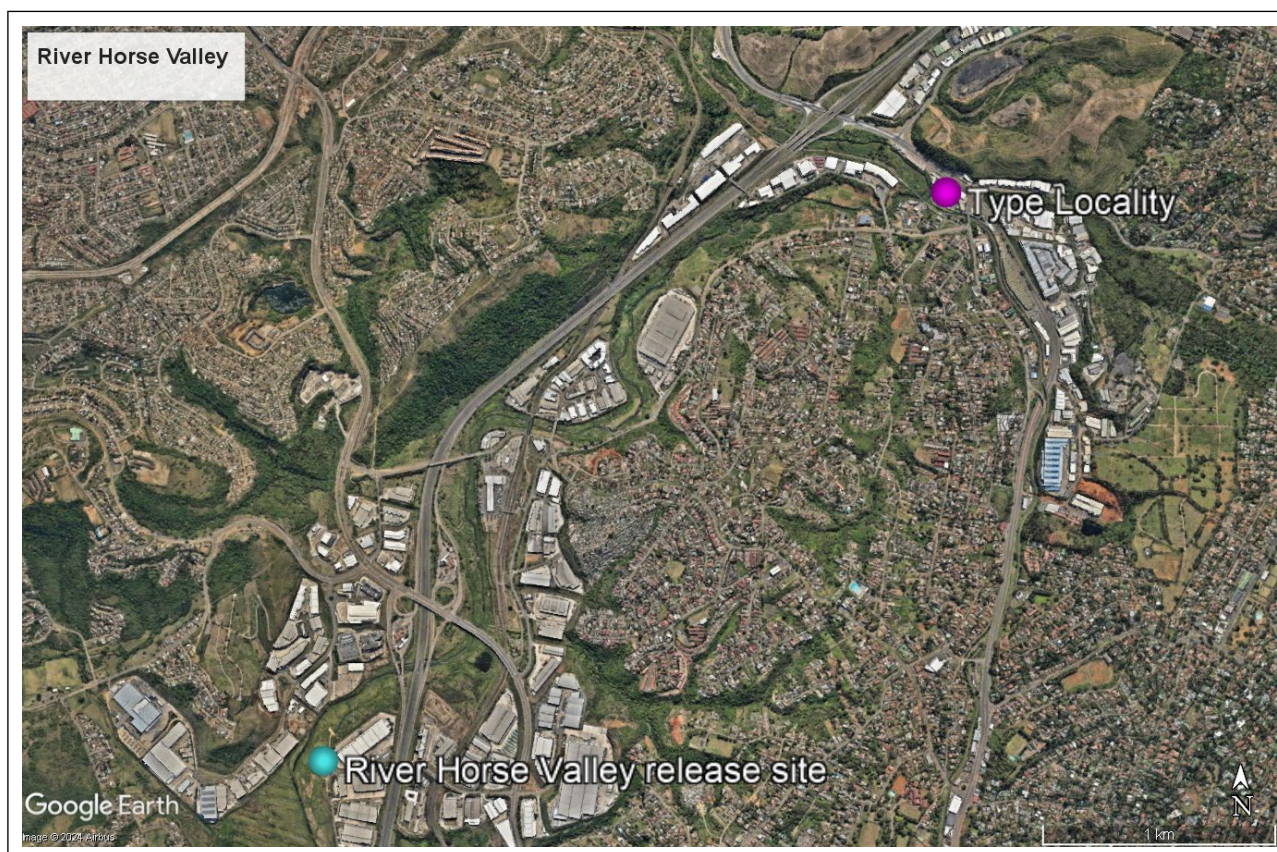 River Horse Valley
Type Locality
River Horse Valley release site
Google Earth
Image © 2024 Airbus
N
1 km